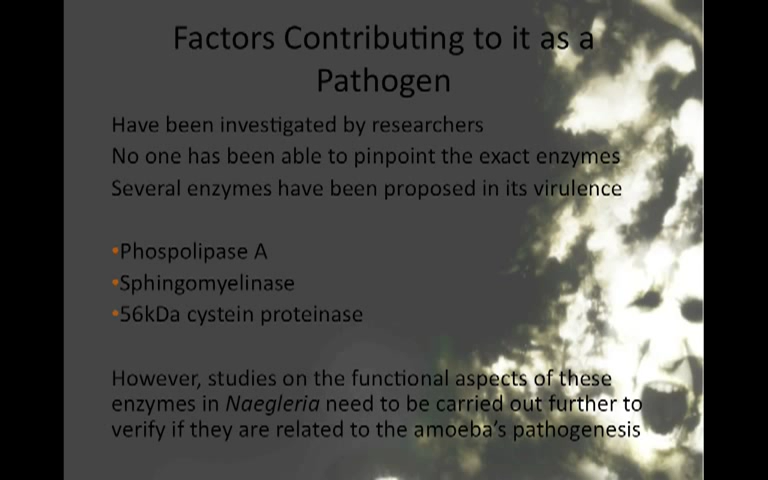 Factors Contributing to it as a
Pathogen
Have been investigated by researchers
No one has been able to pinpoint the exact enzymes
Several enzymes have been proposed in its virulence
•Phospolipase A
•Sphingomyelinase
•56kDa cystein proteinase
However, studies on the functional aspects of these
enzymes in Naegleria need to be carried out further to
verify if they are related to the amoeba's pathogenesis